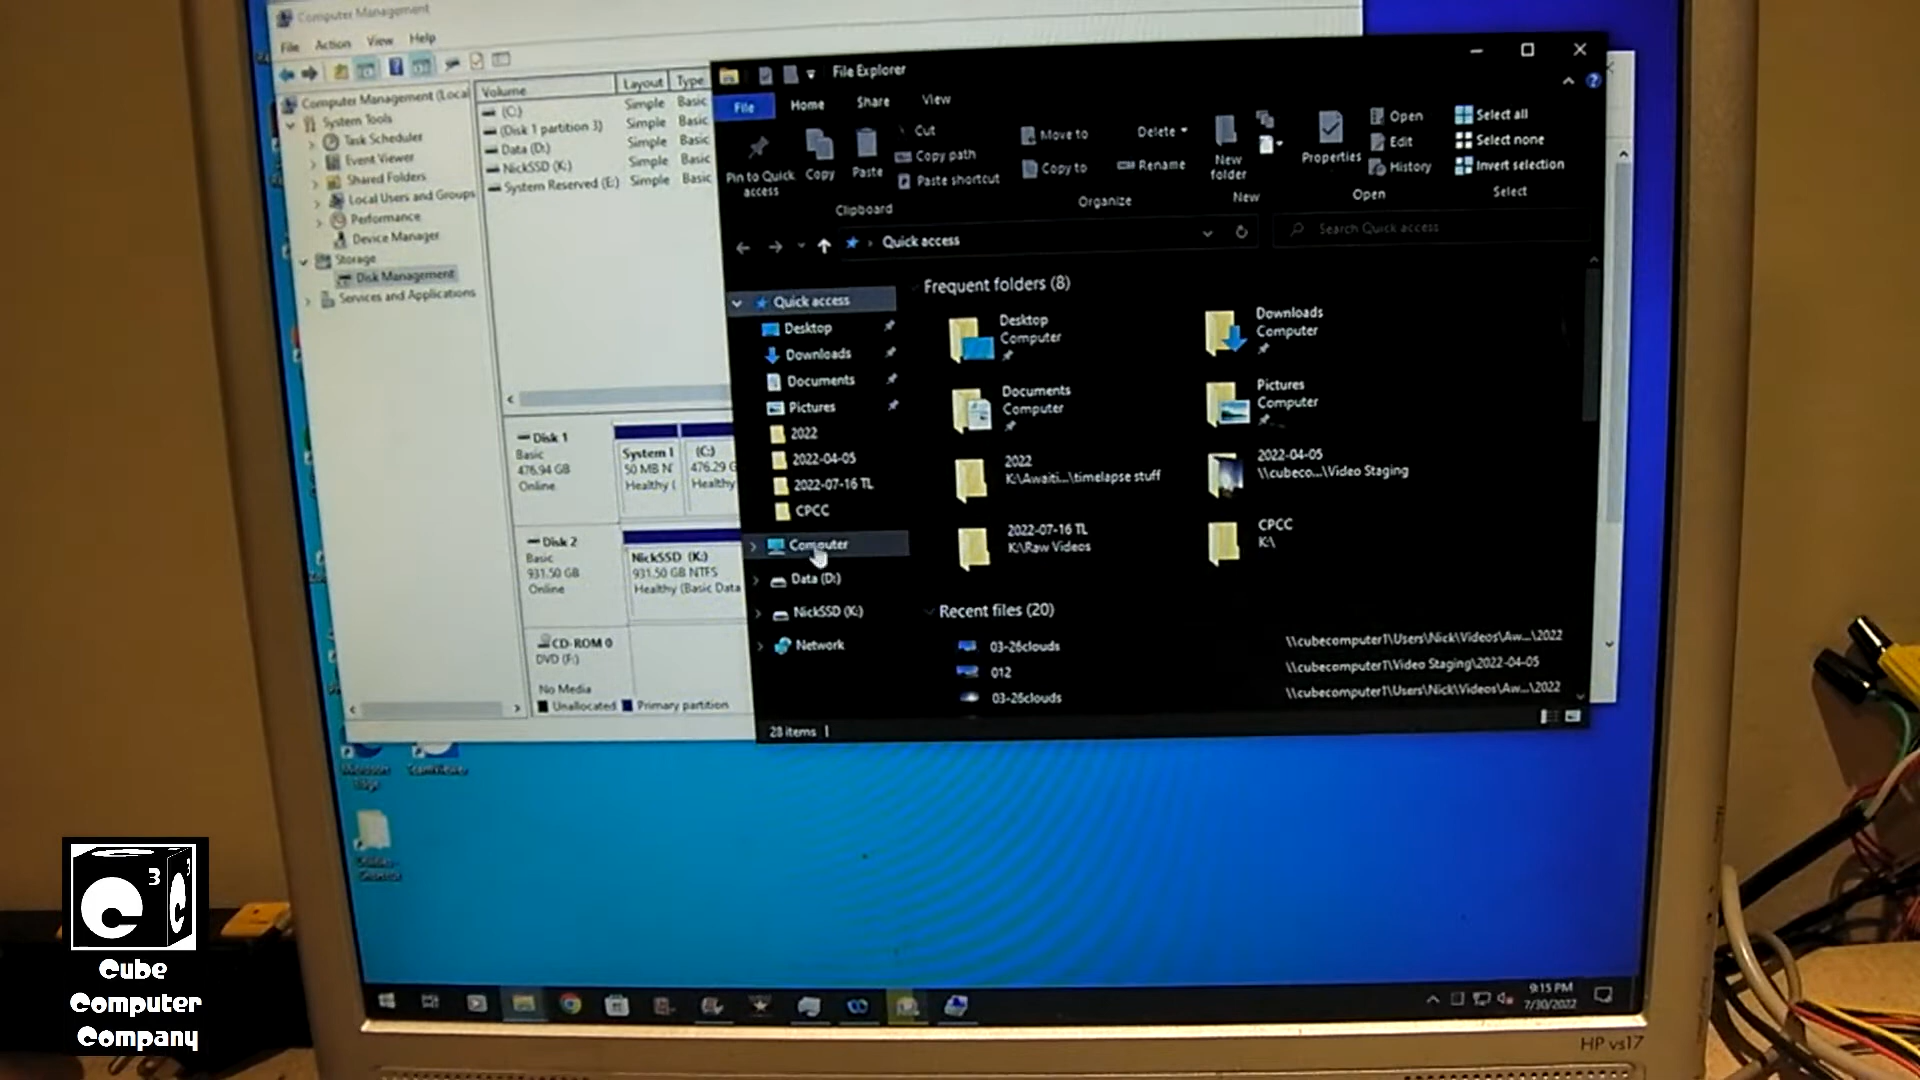 Computer Management
File Action View Help
Computer Management (Local
System Tools
Task Scheduler
Event Viewer
Shared Folders
Local Users and Groups
Performance
Device Manager
Storage
Disk Management
Services and Applications
Volume Layout Type
(C:) Simple Basic
(Disk 1 partition 3) Simple Basic
Data (D:) Simple Basic
NickSSD (K:) Simple Basic
System Reserved (E:) Simple Basic
Disk 1
Basic
476.94 GB
Online
System I
50 MB N
Healthy (
(C:)
476.29 G
Healthy
Disk 2
Basic
931.50 GB
Online
NickSSD (K:)
931.50 GB NTFS
Healthy (Basic Data
CD-ROM 0
DVD (F:)
No Media
Unallocated Primary partition
File Explorer
File Home Share View
Pin to Quick access
Copy
Paste
Cut
Copy path
Paste shortcut
Clipboard
Move to
Copy to
Delete
Rename
Organize
New folder
New
Properties
Open
Edit
History
Open
Select all
Select none
Invert selection
Select
Quick access
Search Quick access
Quick access
Desktop
Downloads
Documents
Pictures
2022
2022-04-05
2022-07-16 TL
CPCC
Computer
Data (D:)
NickSSD (K:)
Network
Frequent folders (8)
Desktop
Computer
Downloads
Computer
Documents
Computer
Pictures
Computer
2022
K:\Awaiti...\timelapse stuff
2022-04-05
\\cubeco...\Video Staging
2022-07-16 TL
K:\Raw Videos
CPCC
K:\
Recent files (20)
03-26clouds \\cubecomputer1\Users\Nick\Videos\Aw...\2022
012 \\cubecomputer1\Video Staging\2022-04-05
03-26clouds \\cubecomputer1\Users\Nick\Videos\Aw...\2022
28 items
Microsoft Edge
TeamViewer
9:15 PM
7/30/2022
HP vs17
C3 C3
Cube
Computer
Company